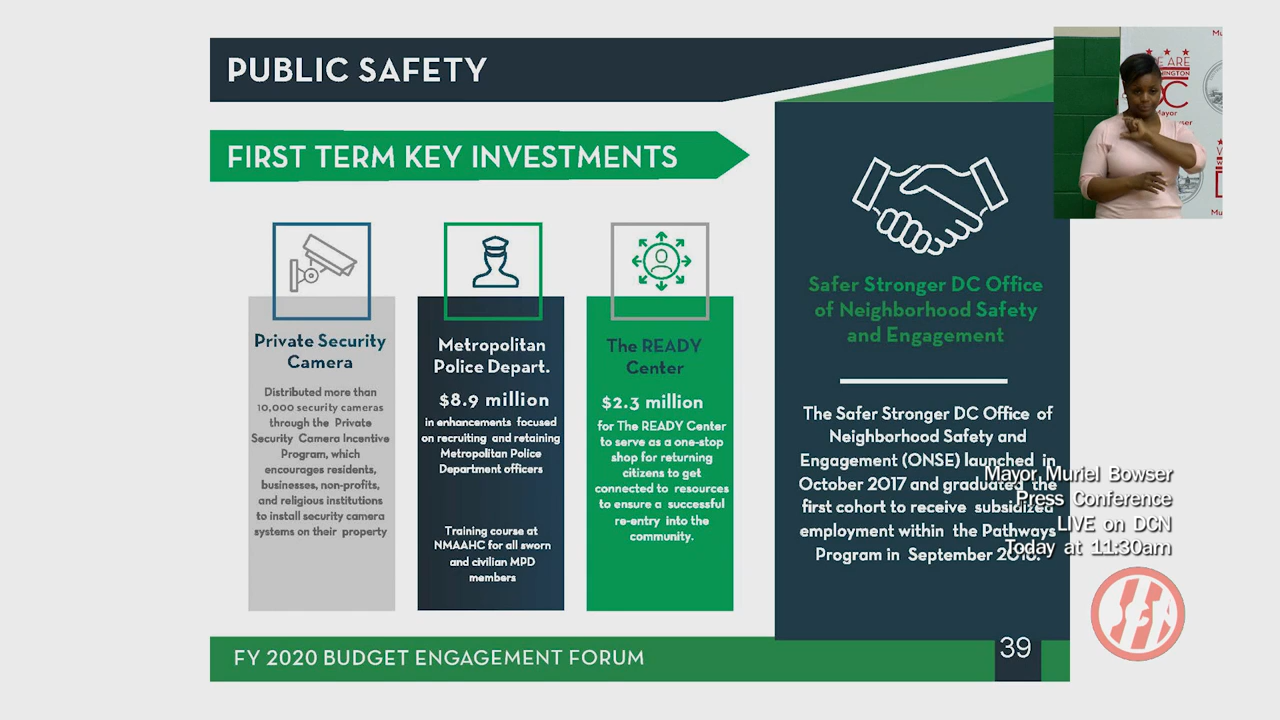 PUBLIC SAFETY
FIRST TERM KEY INVESTMENTS
Private Security
Camera
Distributed more than
10,000 security cameras
through the Private
Security Camera Incentive
Program, which
encourages residents,
businesses, non-profits,
and religious institutions
to install security camera
systems on their property
Metropolitan
Police Depart.
$8.9 million
in enhancements focused
on recruiting and retaining
Metropolitan Police
Department officers
Training course at
NMAAHC for all sworn
and civilian MPD
members
The READY
Center
$2.3 million
for The READY Center
to serve as a one-stop
shop for returning
citizens to get
connected to resources
to ensure a successful
re-entry into the
community.
Safer Stronger DC Office
of Neighborhood Safety
and Engagement
The Safer Stronger DC Office of
Neighborhood Safety and
Engagement (ONSE) launched in
October 2017 and graduated the
first cohort to receive subsidized
employment within the Pathways
Program in September
Mayor Muriel Bowser
Press Conference
LIVE on DCN
Today at 11:30am
FY 2020 BUDGET ENGAGEMENT FORUM
39
ARE
DC
Mayor